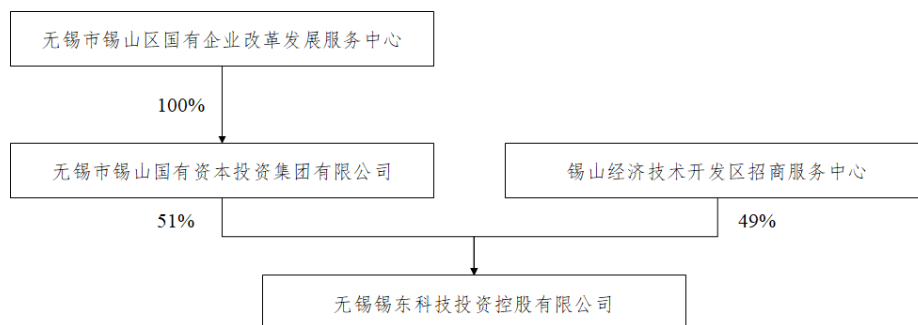 无锡市锡山区国有企业改革发展服务中心
100%
无锡市锡山国有资本投资集团有限公司
锡山经济技术开发区招商服务中心
51%
49%
无锡锡东科技投资控股有限公司